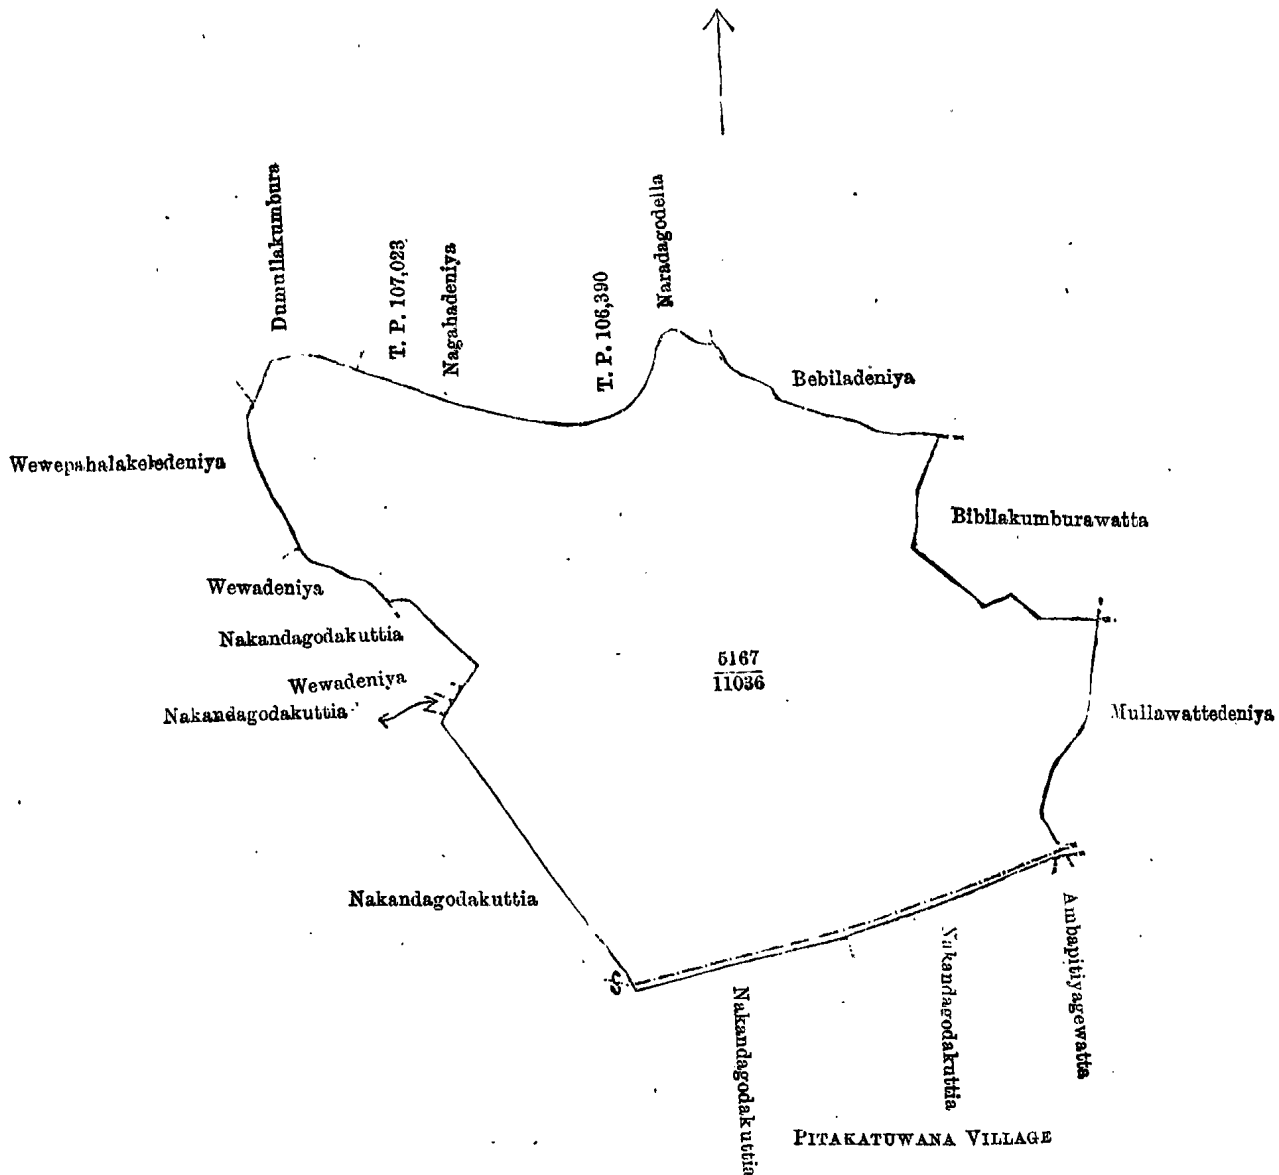 Dumullakumbura
T. P. 107,023
Nagahadeniya
T. P. 106,390
Naradagodella
Bebiladeniya
Wewepahalakeledeniya
Bibilakumburawatta
Wewadeniya
Nakandagodakuttia
5167
11036
Wewadeniya
Nakandagodakuttia
Mullawattedeniya
Nakandagodakuttia
Ambapitiyagewatta
Nakandagodakuttia
Nakandagodakuttia
PITAKATUWANA VILLAGE